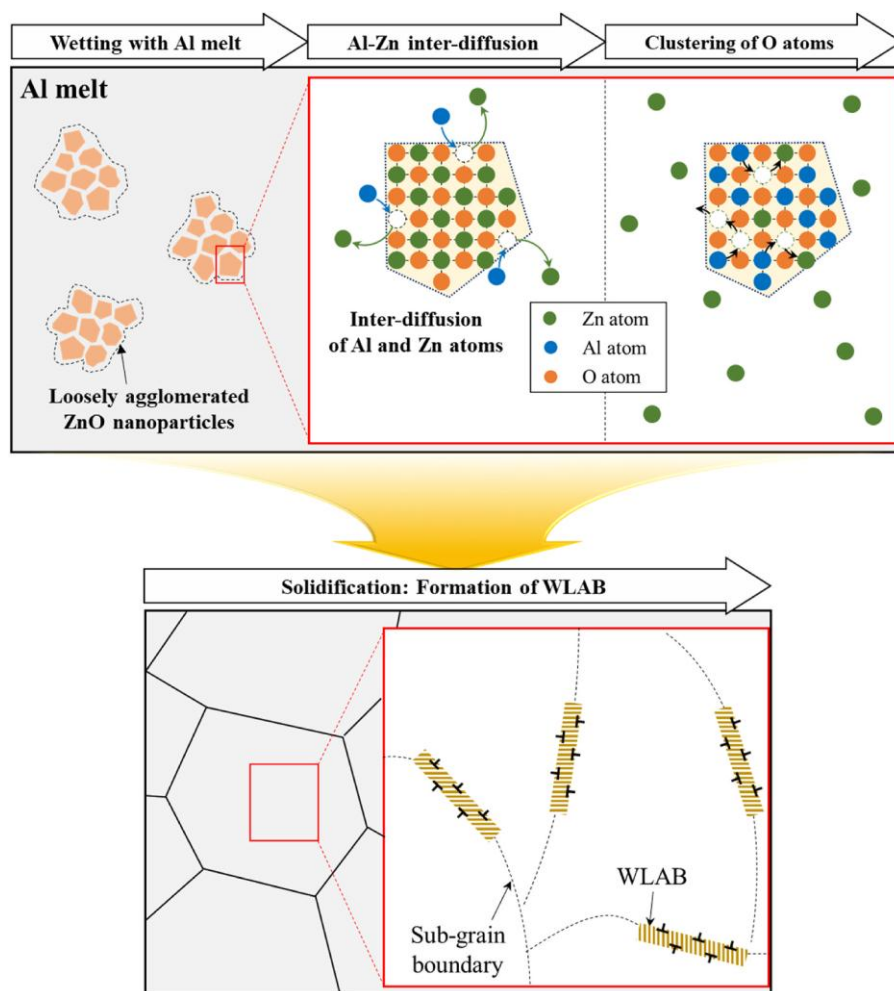 Wetting with Al melt
Al-Zn inter-diffusion
Clustering of O atoms
Al melt
Loosely agglomerated
ZnO nanoparticles
Inter-diffusion
of Al and Zn atoms
Zn atom
Al atom
O atom
Solidification: Formation of WLAB
WLAB
Sub-grain
boundary